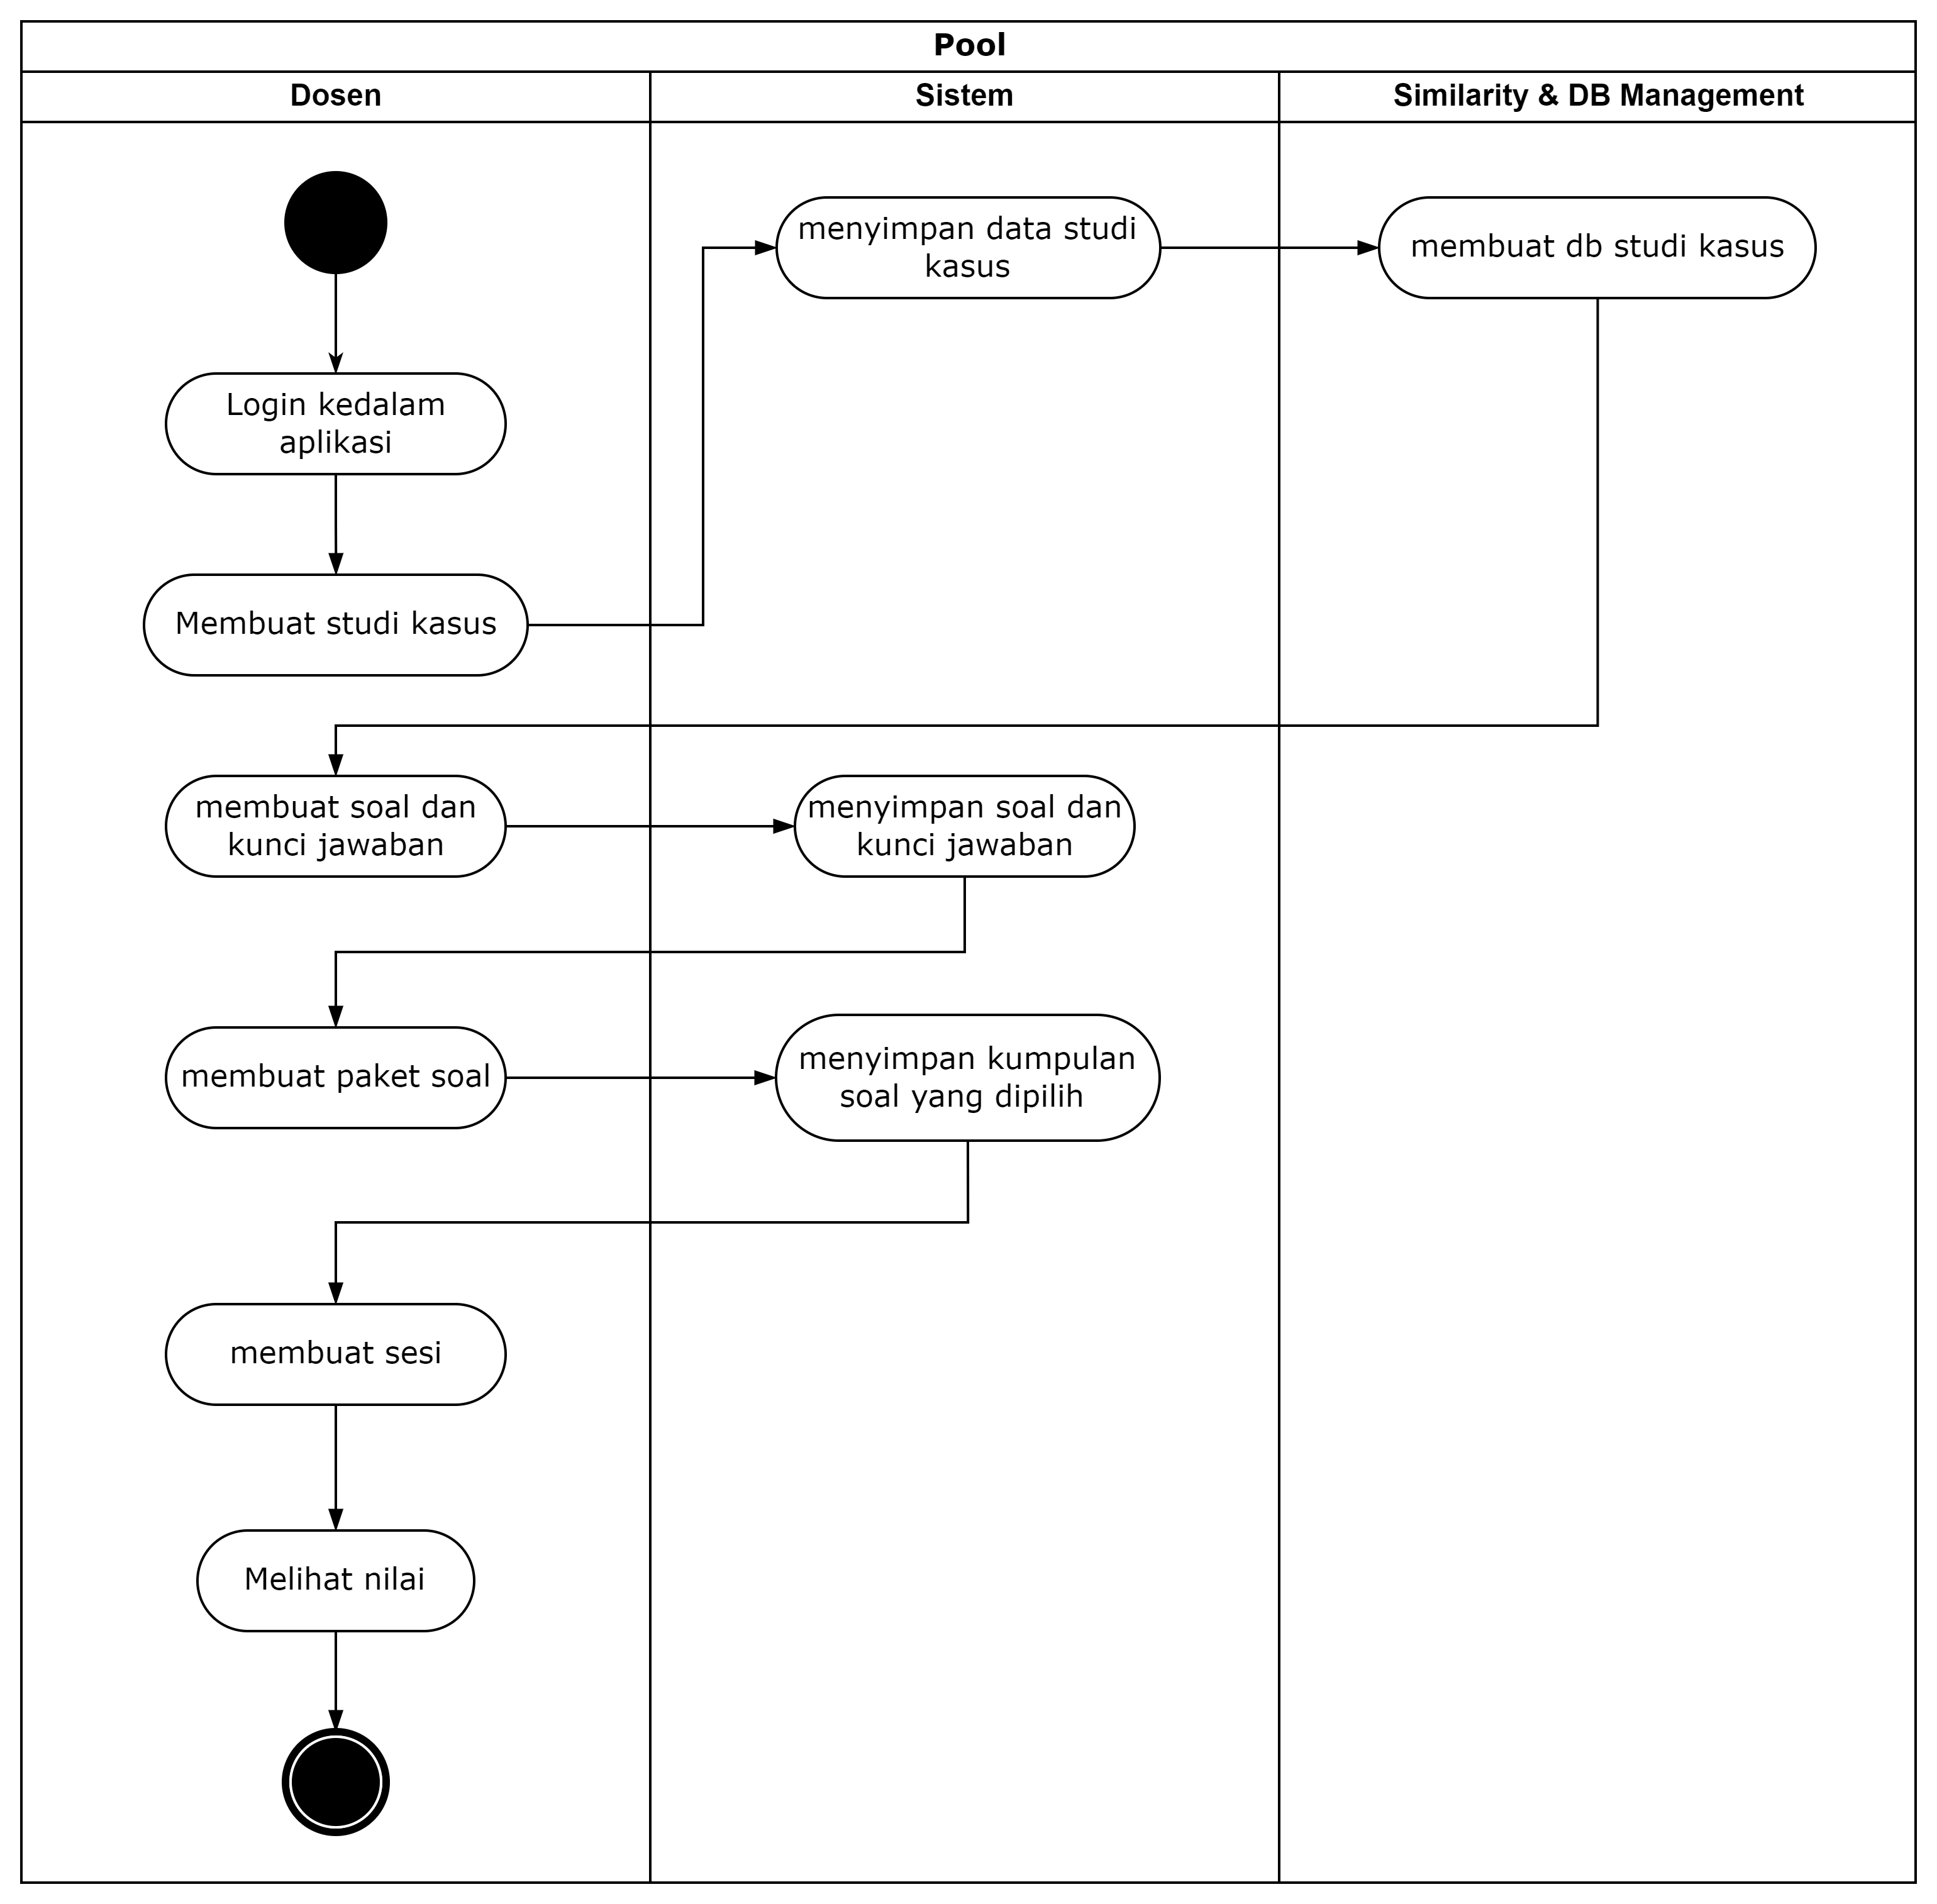 Pool
Dosen
Sistem
Similarity & DB Management
menyimpan data studi
kasus
membuat db studi kasus
Login kedalam
aplikasi
Membuat studi kasus
membuat soal dan
kunci jawaban
menyimpan soal dan
kunci jawaban
membuat paket soal
menyimpan kumpulan
soal yang dipilih
membuat sesi
Melihat nilai